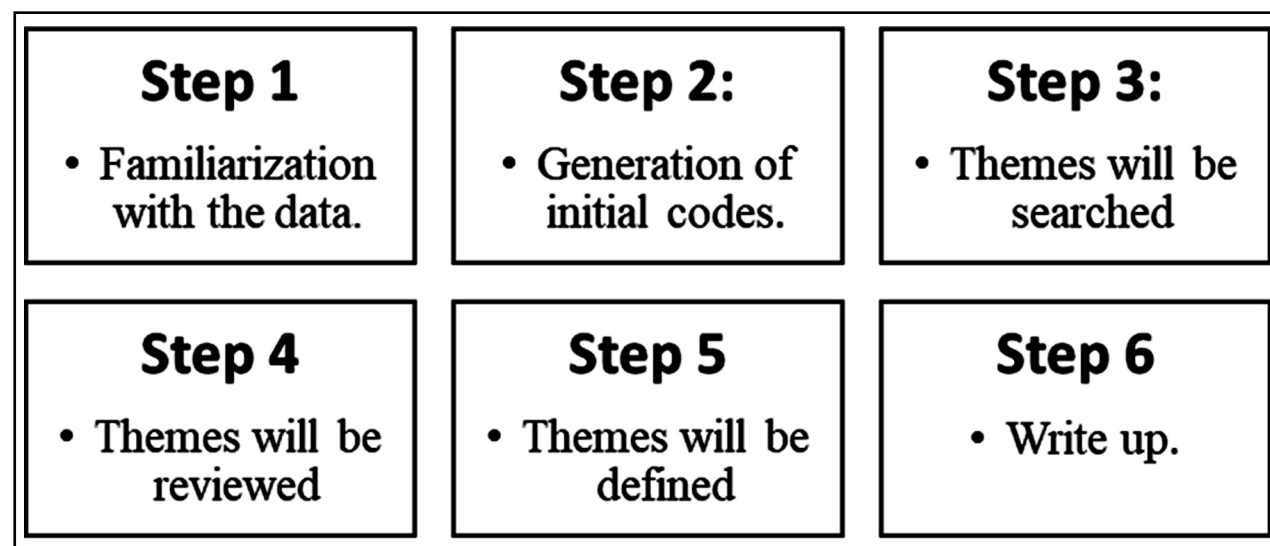 Step 1
• Familiarization
with the data.
Step 2:
• Generation of
initial codes.
Step 3:
• Themes will be
searched
Step 4
• Themes will be
reviewed
Step 5
• Themes will be
defined
Step 6
• Write up.